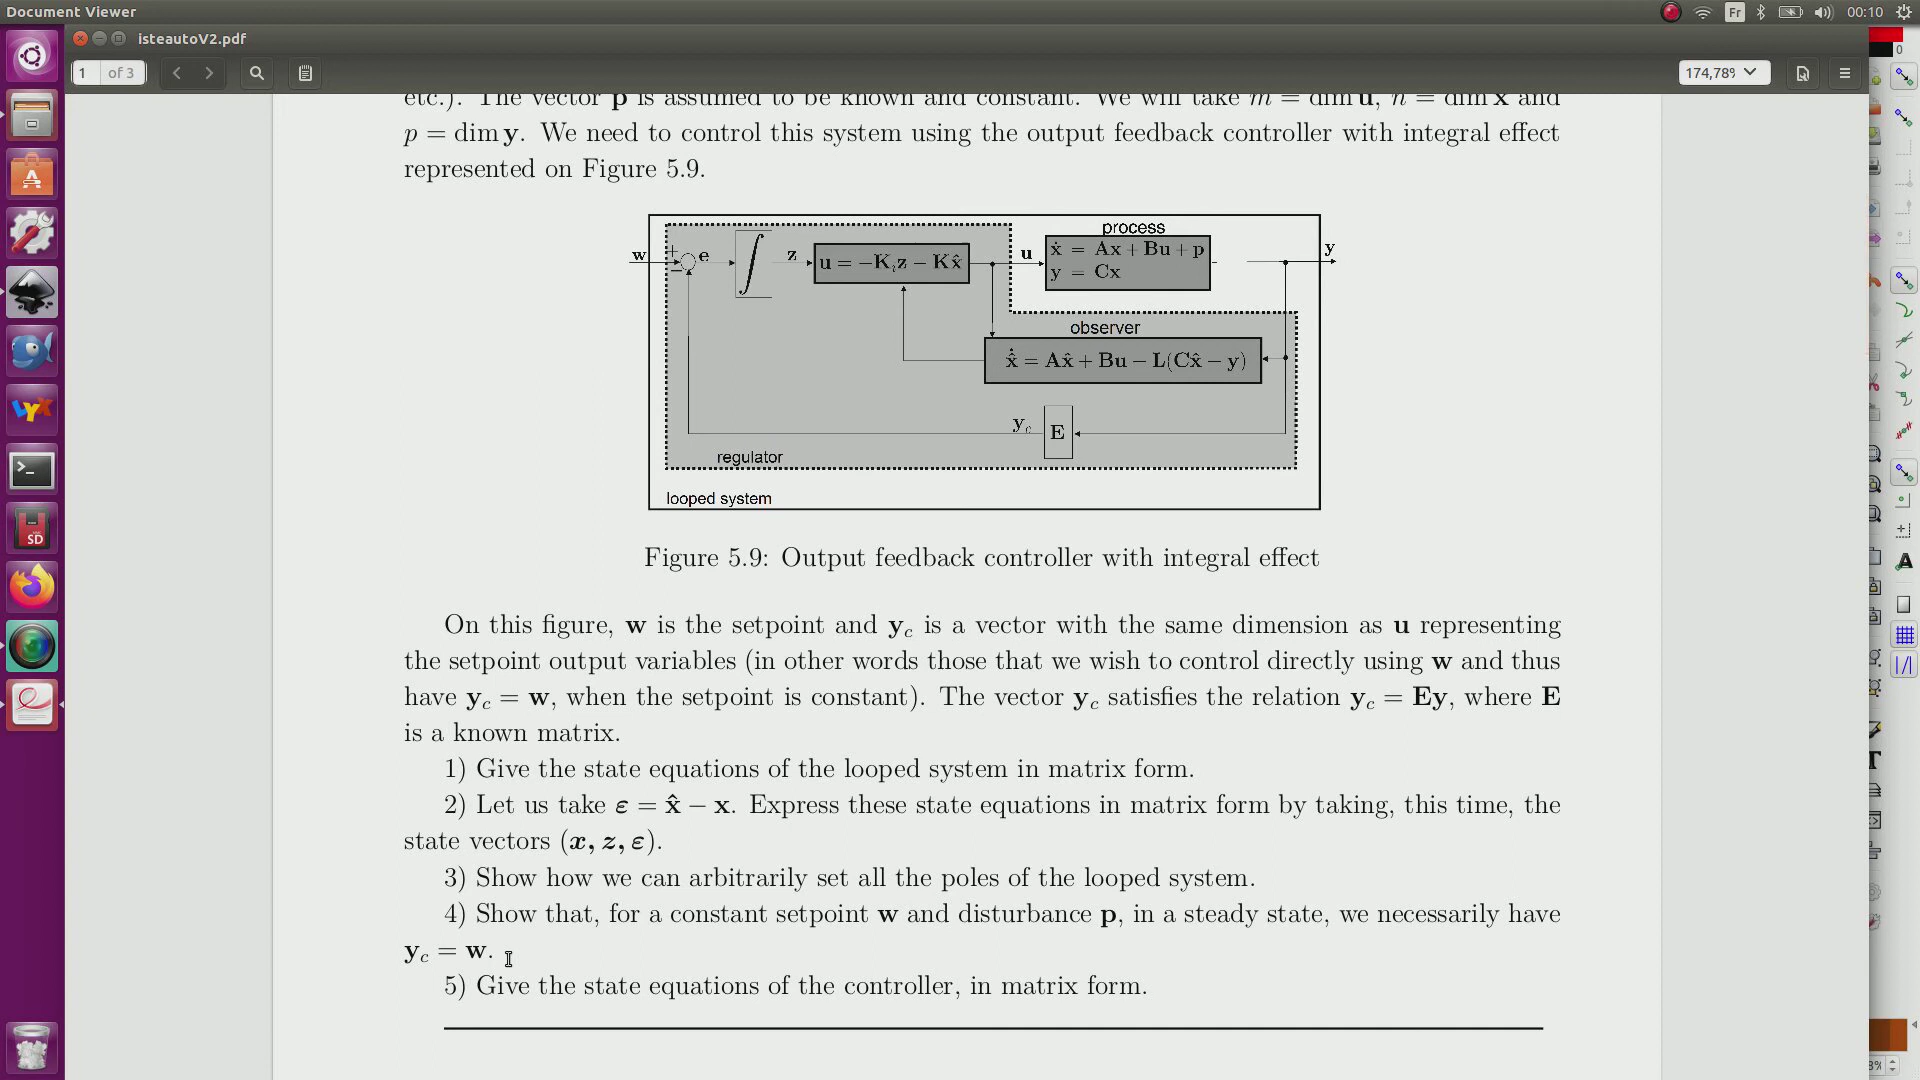 Document Viewer
Fr
00:10
isteautoV2.pdf
1 of 3
174,78%
0
etc.). The vector p is assumed to be known and constant. We will take m = dim u, n = dim x and
p = dim y. We need to control this system using the output feedback controller with integral effect
represented on Figure 5.9.
process
w + − e ∫ z u = −Kᵢz − Kx̂ u ẋ = Ax + Bu + p y
y = Cx
observer
x̂̇ = Ax̂ + Bu − L(Cx̂ − y)
y_c E
regulator
looped system
Figure 5.9: Output feedback controller with integral effect
On this figure, w is the setpoint and y_c is a vector with the same dimension as u representing
the setpoint output variables (in other words those that we wish to control directly using w and thus
have y_c = w, when the setpoint is constant). The vector y_c satisfies the relation y_c = Ey, where E
is a known matrix.
1) Give the state equations of the looped system in matrix form.
2) Let us take ε = x̂ − x. Express these state equations in matrix form by taking, this time, the
state vectors (x, z, ε).
3) Show how we can arbitrarily set all the poles of the looped system.
4) Show that, for a constant setpoint w and disturbance p, in a steady state, we necessarily have
y_c = w.
5) Give the state equations of the controller, in matrix form.